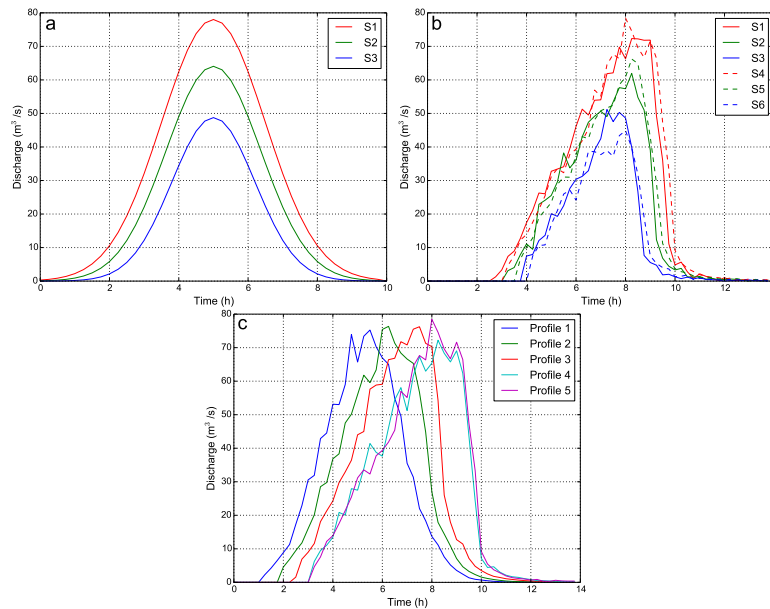 a
S1
S2
S3
80
70
60
50
40
30
20
10
0
Discharge (m³ /s)
0 2 4 6 8 10
Time (h)
b
S1
S2
S3
S4
S5
S6
80
70
60
50
40
30
20
10
0
Discharge (m³ /s)
0 2 4 6 8 10 12
Time (h)
c
Profile 1
Profile 2
Profile 3
Profile 4
Profile 5
80
70
60
50
40
30
20
10
0
Discharge (m³ /s)
0 2 4 6 8 10 12 14
Time (h)